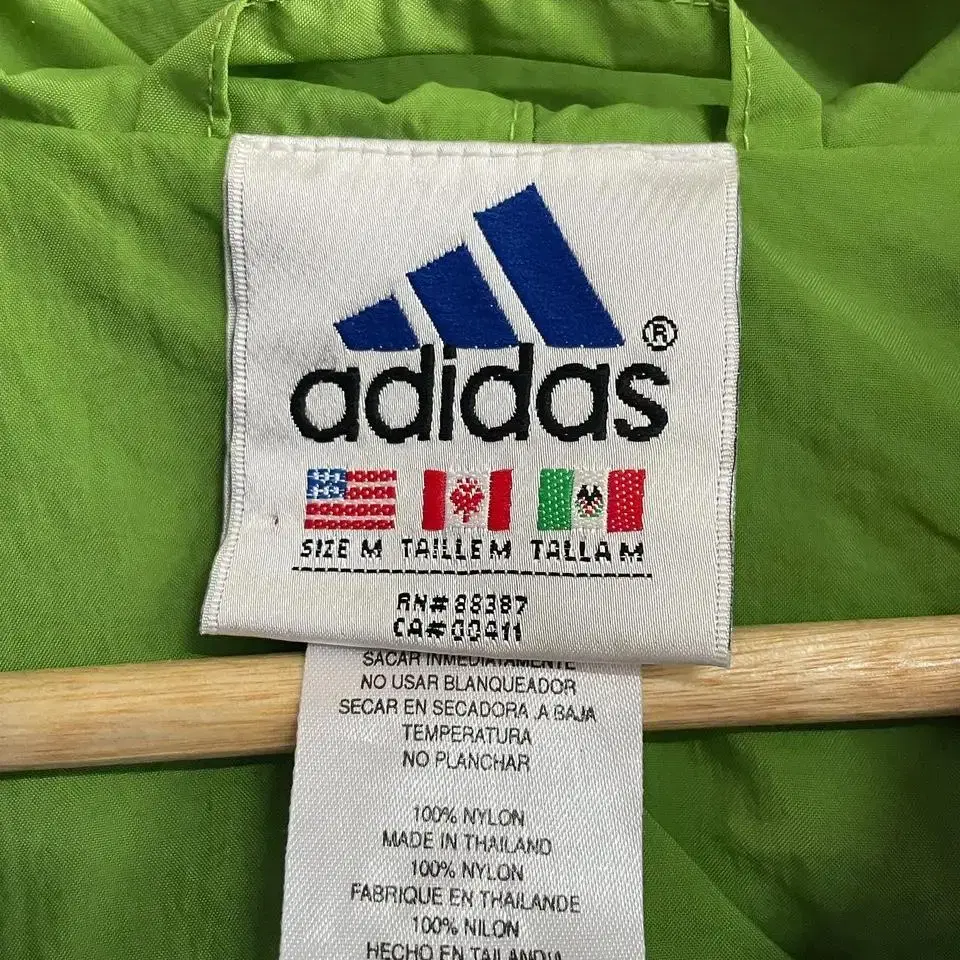 adidas ®
SIZE M TAILLE M TALLA M
RN#88387
CA#00411
SACAR INMEDIATAMENTE
NO USAR BLANQUEADOR
SECAR EN SECADORA A BAJA
TEMPERATURA
NO PLANCHAR
100% NYLON
MADE IN THAILAND
100% NYLON
FABRIQUE EN THAILANDE
100% NILON
HECHO EN TAILANDIA